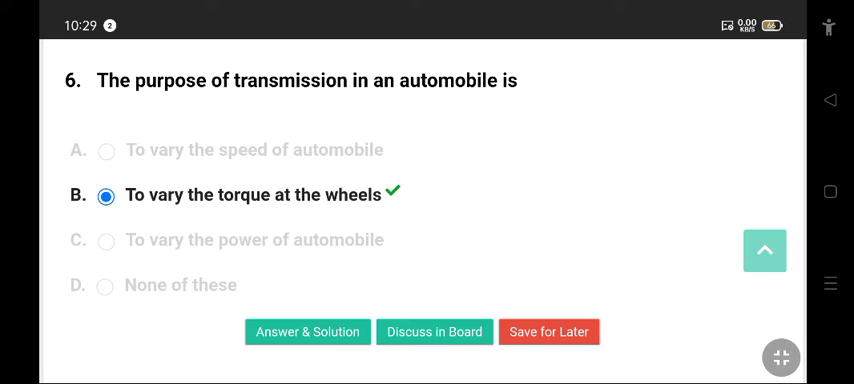 10:29 2 0.00 KB/S 66
6. The purpose of transmission in an automobile is
A. To vary the speed of automobile
B. To vary the torque at the wheels
C. To vary the power of automobile
D. None of these
Answer & Solution Discuss in Board Save for Later